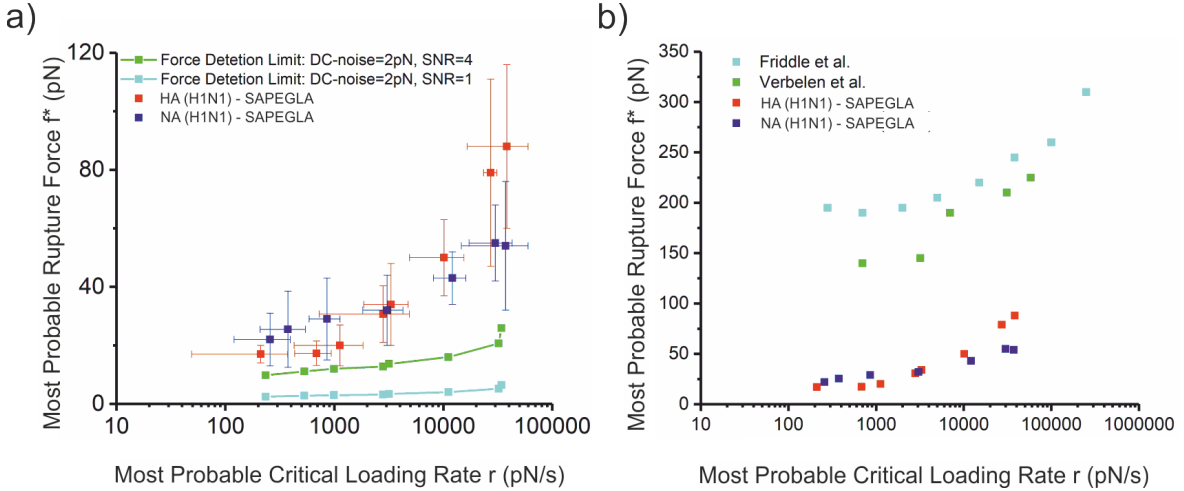 a)
Most Probable Rupture Force f* (pN)
120
80
40
0
Force Detetion Limit: DC-noise=2pN, SNR=4
Force Detetion Limit: DC-noise=2pN, SNR=1
HA (H1N1) - SAPEGLA
NA (H1N1) - SAPEGLA
10
100
1000
10000
100000
Most Probable Critical Loading Rate r (pN/s)
b)
Most Probable Rupture Force f* (pN)
350
300
250
200
150
100
50
0
Friddle et al.
Verbelen et al.
HA (H1N1) - SAPEGLA
NA (H1N1) - SAPEGLA
10
100
1000
10000
100000
1000000
Most Probable Critical Loading Rate r (pN/s)